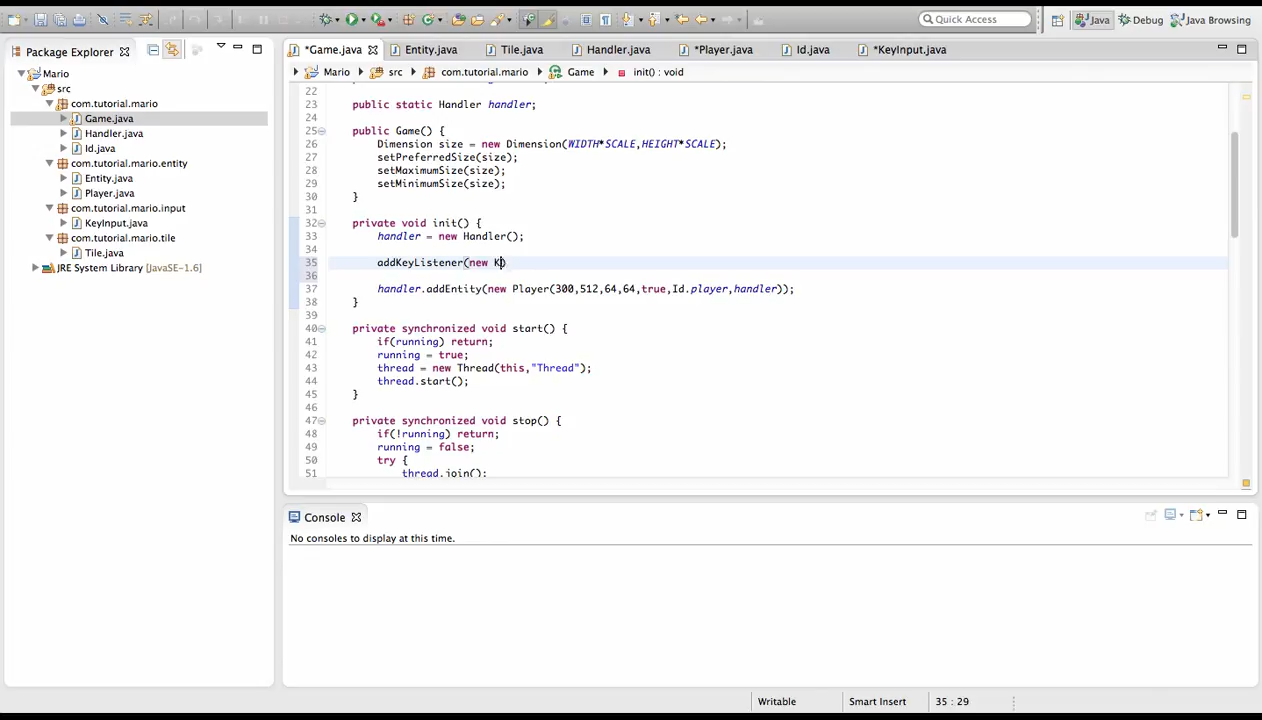 Quick Access
Java
Debug
Java Browsing
Package Explorer
*Game.java
Entity.java
Tile.java
Handler.java
*Player.java
Id.java
*KeyInput.java
Mario
src
com.tutorial.mario
Game
init() : void
Mario
src
com.tutorial.mario
Game.java
Handler.java
Id.java
com.tutorial.mario.entity
Entity.java
Player.java
com.tutorial.mario.input
KeyInput.java
com.tutorial.mario.tile
Tile.java
JRE System Library [JavaSE-1.6]
22
23 public static Handler handler;
24
25 public Game() {
26 Dimension size = new Dimension(WIDTH*SCALE,HEIGHT*SCALE);
27 setPreferredSize(size);
28 setMaximumSize(size);
29 setMinimumSize(size);
30 }
31
32 private void init() {
33 handler = new Handler();
34
35 addKeyListener(new K)
36
37 handler.addEntity(new Player(300,512,64,64,true,Id.player,handler));
38 }
39
40 private synchronized void start() {
41 if(running) return;
42 running = true;
43 thread = new Thread(this,"Thread");
44 thread.start();
45 }
46
47 private synchronized void stop() {
48 if(!running) return;
49 running = false;
50 try {
51 thread.join();
Console
No consoles to display at this time.
Writable
Smart Insert
35 : 29